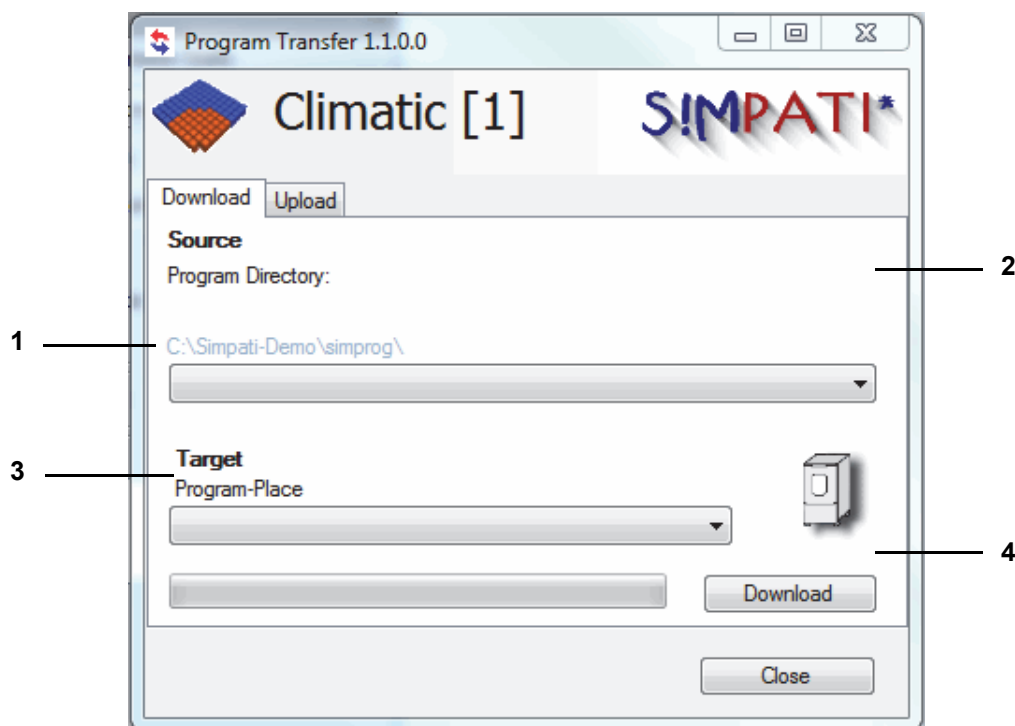 Program Transfer 1.1.0.0
Climatic [1]
S!MPATI*
Download
Upload
Source
Program Directory:
2
1
C:\Simpati-Demo\simprog\
Target
3
Program-Place
4
Download
Close